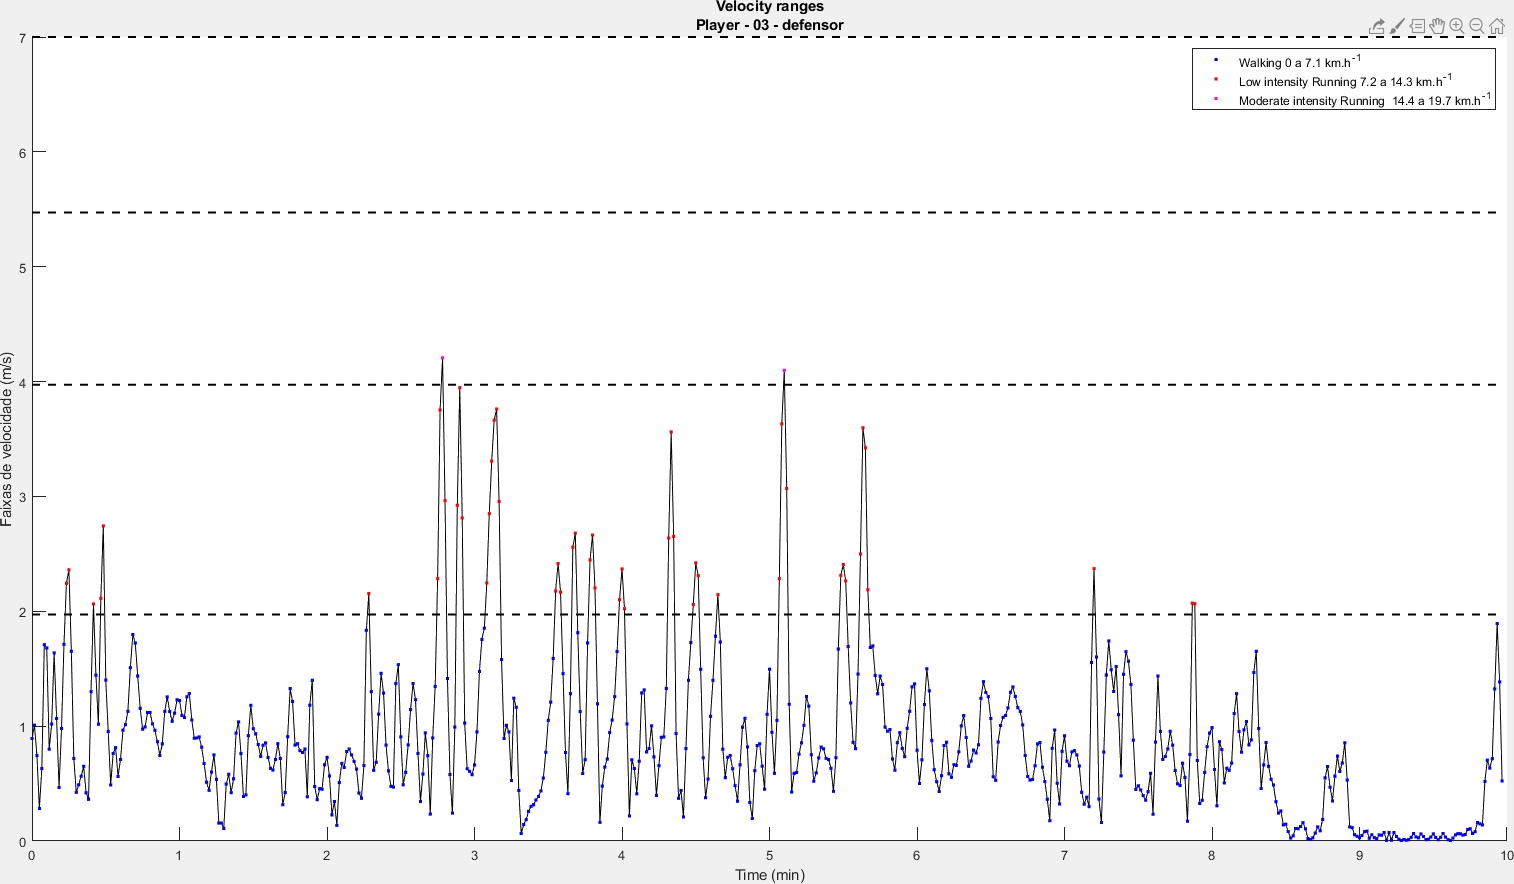 Velocity ranges
Player - 03 - defensor
Walking 0 a 7.1 km.h-1
Low intensity Running 7.2 a 14.3 km.h-1
Moderate intensity Running  14.4 a 19.7 km.h-1
Faixas de velocidade (m/s)
7
6
5
4
3
2
1
0
0 1 2 3 4 5 6 7 8 9 10
Time (min)